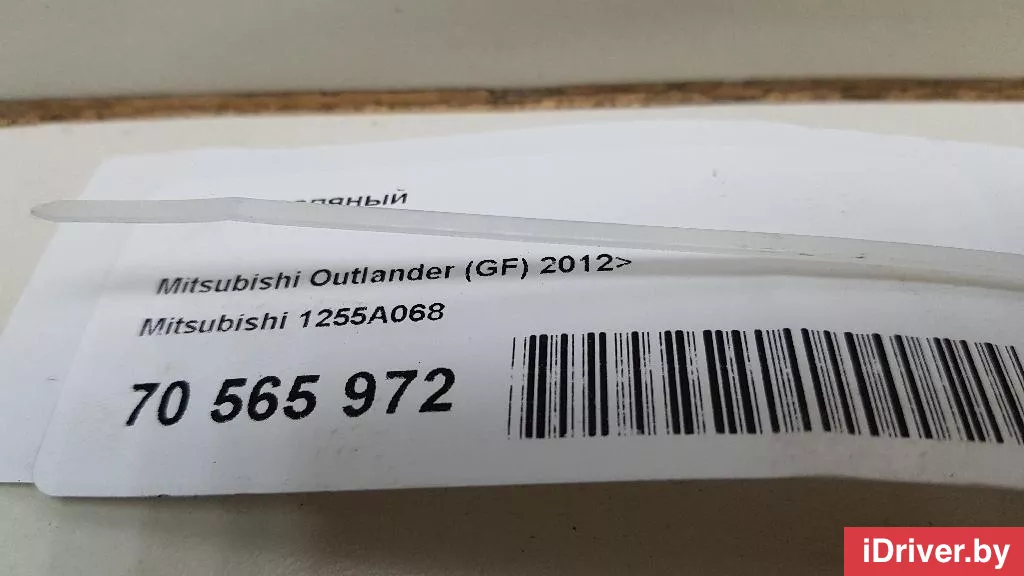 Mitsubishi Outlander (GF) 2012>
Mitsubishi 1255A068
70 565 972
iDriver.by